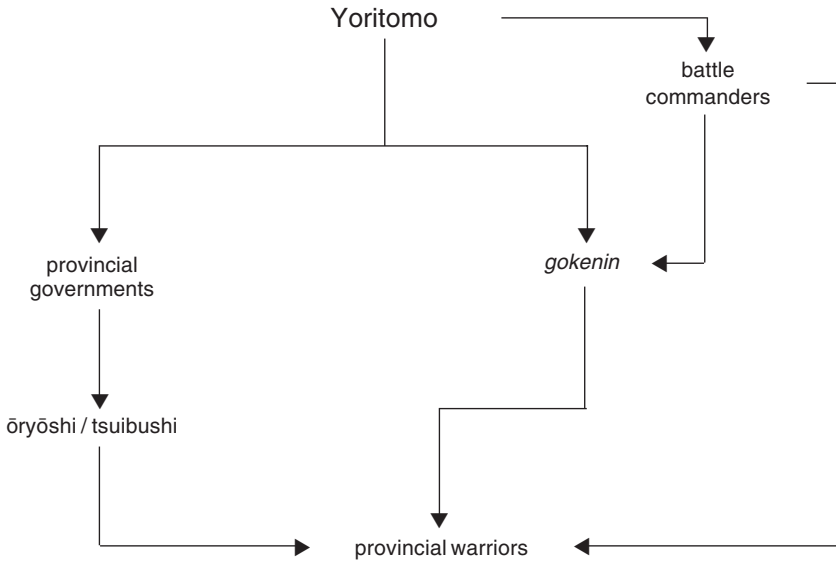 Yoritomo
battle
commanders
provincial
governments
gokenin
ōryōshi / tsuibushi
provincial warriors